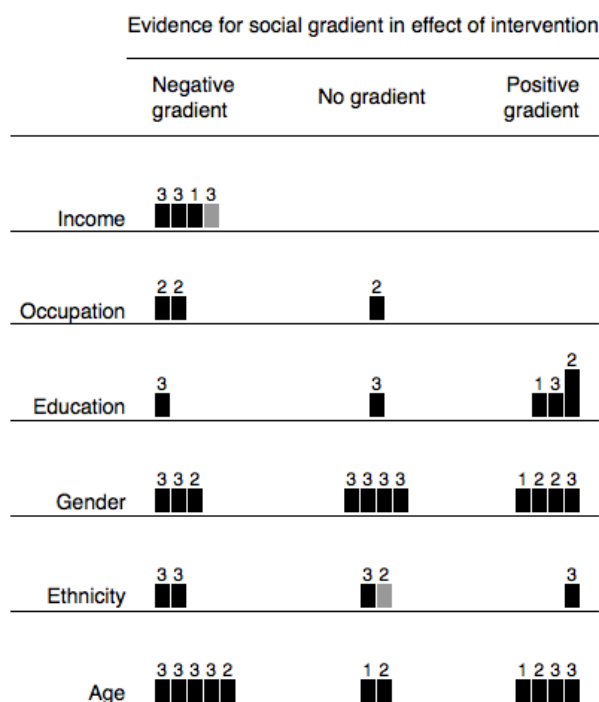 Evidence for social gradient in effect of intervention
Negative gradient No gradient Positive gradient
3 3 1 3
Income
2 2 2
Occupation
3 3 1 3 2
Education
3 3 2 3 3 3 3 1 2 2 3
Gender
3 3 3 2 3
Ethnicity
3 3 3 3 2 1 2 1 2 3 3
Age